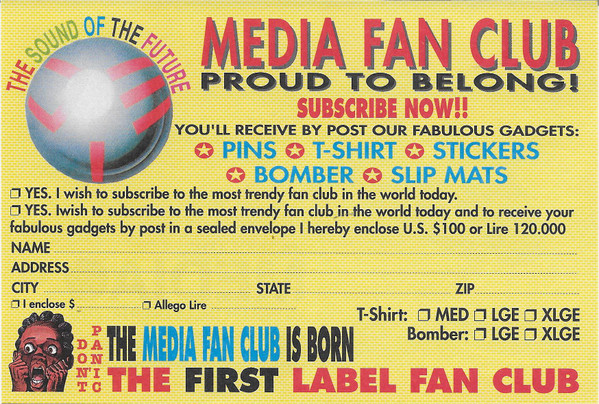 THE SOUND OF THE FUTURE
MEDIA FAN CLUB
PROUD TO BELONG!
SUBSCRIBE NOW!!
YOU'LL RECEIVE BY POST OUR FABULOUS GADGETS:
✪ PINS ✪ T-SHIRT ✪ STICKERS
✪ BOMBER ✪ SLIP MATS
❒ YES. I wish to subscribe to the most trendy fan club in the world today.
❒ YES. Iwish to subscribe to the most trendy fan club in the world today and to receive your
fabulous gadgets by post in a sealed envelope I hereby enclose U.S. $100 or Lire 120.000
NAME
ADDRESS
CITY STATE ZIP
❒ I enclose $ ❒ Allego Lire
T-Shirt: ❒ MED ❒ LGE ❒ XLGE
Bomber: ❒ LGE ❒ XLGE
DON'T
PANIC
THE MEDIA FAN CLUB IS BORN
THE FIRST LABEL FAN CLUB